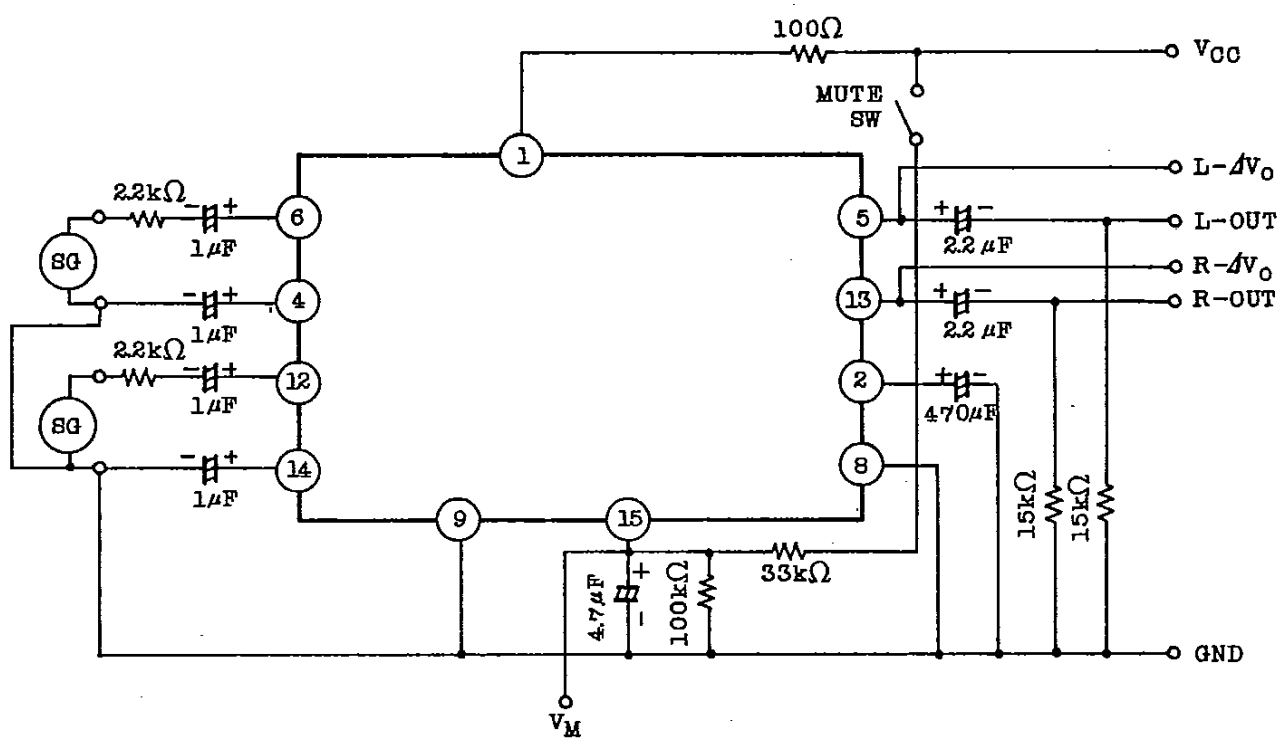 100Ω
VCC
MUTE
SW
1
L-ΔVO
2.2kΩ
- +
6
5
+ -
L-OUT
1μF
2.2μF
SG
R-ΔVO
- +
4
13
+ -
R-OUT
1μF
2.2μF
2.2kΩ
- +
12
2
+ -
1μF
470μF
SG
- +
14
8
1μF
15kΩ
15kΩ
9
15
33kΩ
+
4.7μF
-
100kΩ
GND
VM